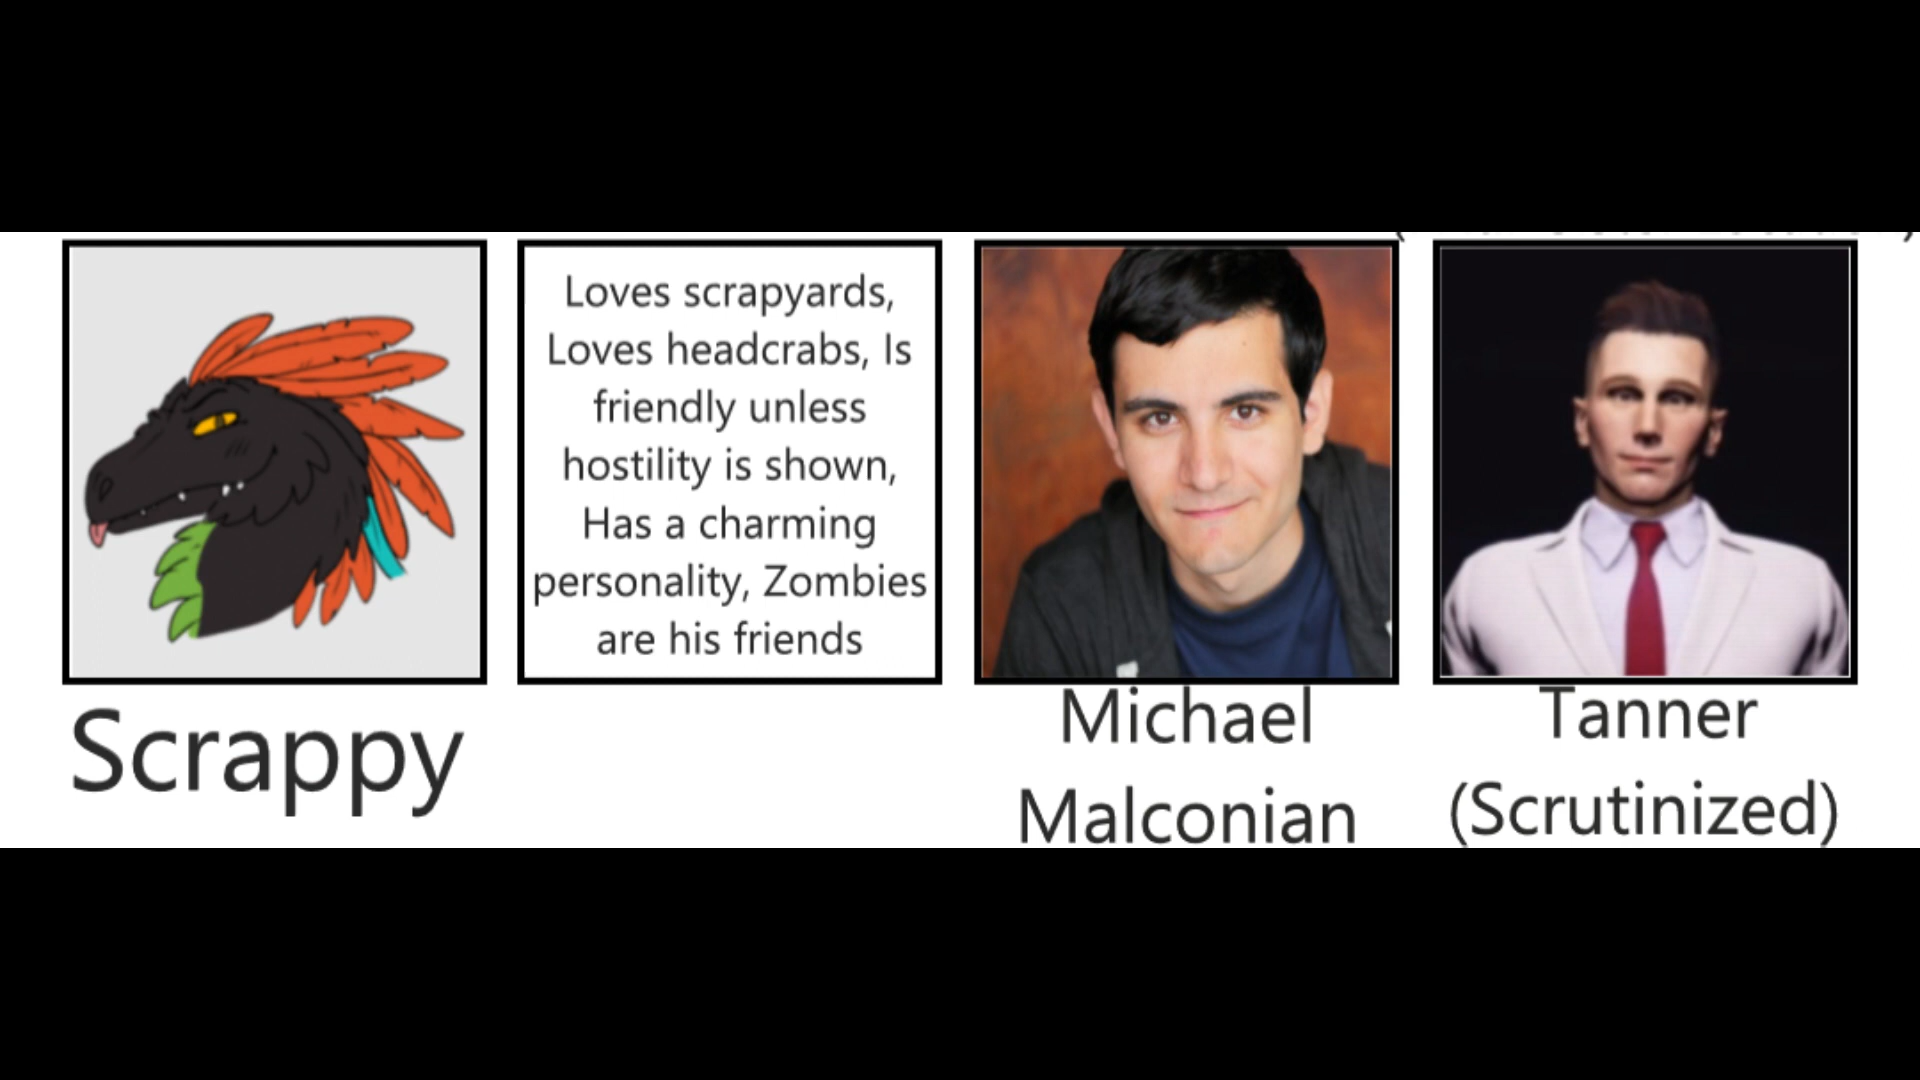 Loves scrapyards,
Loves headcrabs, Is
friendly unless
hostility is shown,
Has a charming
personality, Zombies
are his friends
Scrappy
Michael
Malconian
Tanner
(Scrutinized)